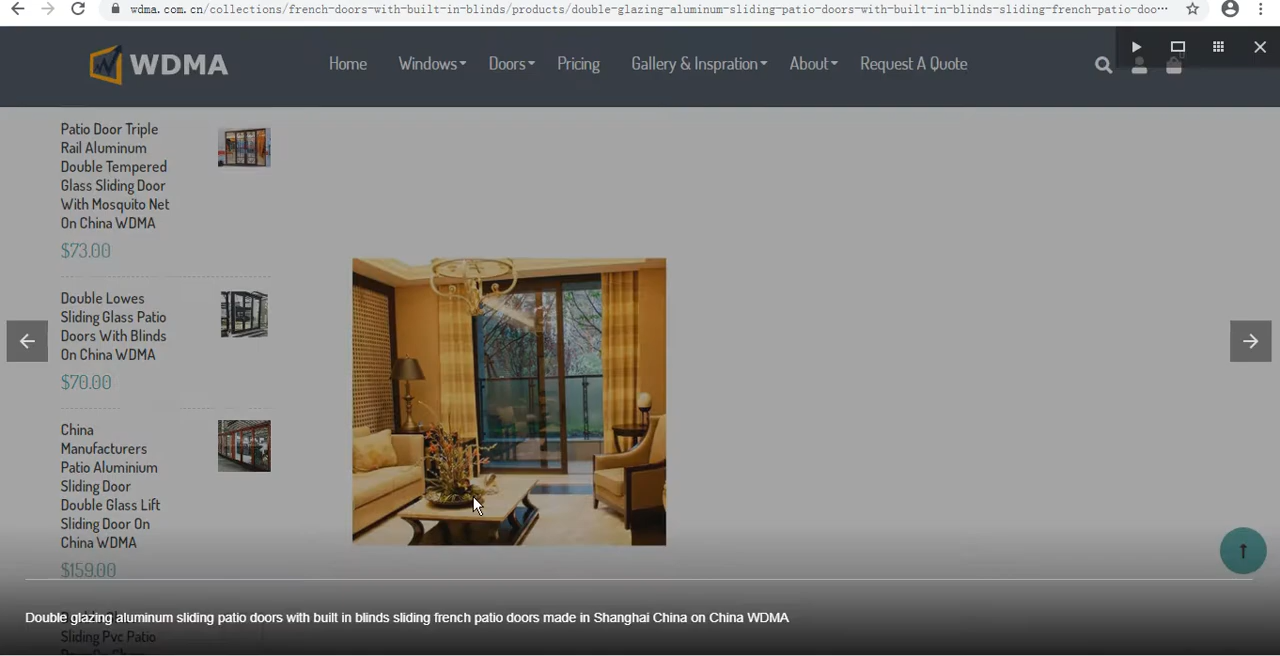 wdma.com.cn/collections/french-doors-with-built-in-blinds/products/double-glazing-aluminum-sliding-patio-doors-with-built-in-blinds-sliding-french-patio-doo…
WDMA
Home
Windows
Doors
Pricing
Gallery & Inspration
About
Request A Quote
Patio Door Triple
Rail Aluminum
Double Tempered
Glass Sliding Door
With Mosquito Net
On China WDMA
$73.00
Double Lowes
Sliding Glass Patio
Doors With Blinds
On China WDMA
$70.00
China
Manufacturers
Patio Aluminium
Sliding Door
Double Glass Lift
Sliding Door On
China WDMA
$159.00
Double glazing aluminum sliding patio doors with built in blinds sliding french patio doors made in Shanghai China on China WDMA
Sliding Pvc Patio